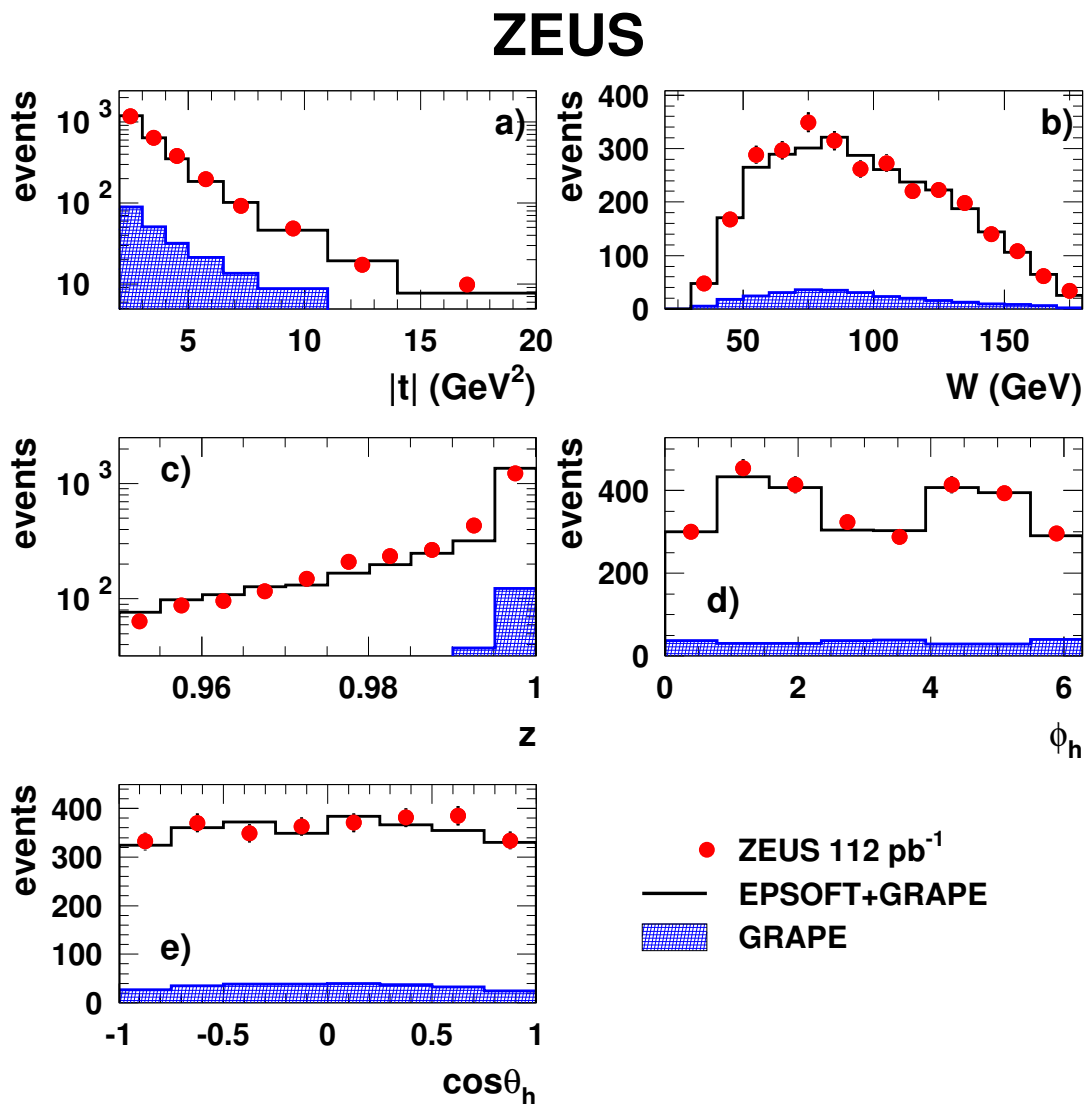 ZEUS
events
10³
10²
10
a)
5 10 15 20
|t| (GeV²)
events
400
300
200
100
0
b)
50 100 150
W (GeV)
events
10³
10²
c)
0.96 0.98 1
z
events
400
200
0
d)
0 2 4 6
ϕh
events
400
300
200
100
0
e)
-1 -0.5 0 0.5 1
cosθh
ZEUS 112 pb⁻¹
EPSOFT+GRAPE
GRAPE